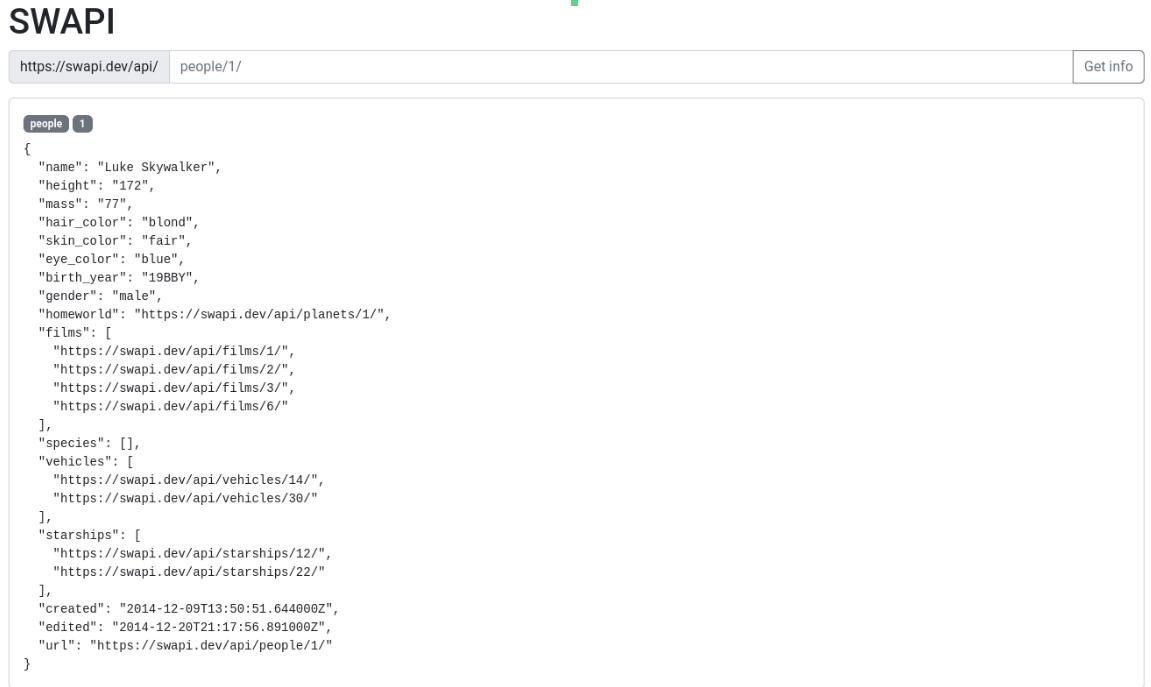 SWAPI
https://swapi.dev/api/ people/1/ Get info
people 1
{
  "name": "Luke Skywalker",
  "height": "172",
  "mass": "77",
  "hair_color": "blond",
  "skin_color": "fair",
  "eye_color": "blue",
  "birth_year": "19BBY",
  "gender": "male",
  "homeworld": "https://swapi.dev/api/planets/1/",
  "films": [
    "https://swapi.dev/api/films/1/",
    "https://swapi.dev/api/films/2/",
    "https://swapi.dev/api/films/3/",
    "https://swapi.dev/api/films/6/"
  ],
  "species": [],
  "vehicles": [
    "https://swapi.dev/api/vehicles/14/",
    "https://swapi.dev/api/vehicles/30/"
  ],
  "starships": [
    "https://swapi.dev/api/starships/12/",
    "https://swapi.dev/api/starships/22/"
  ],
  "created": "2014-12-09T13:50:51.644000Z",
  "edited": "2014-12-20T21:17:56.891000Z",
  "url": "https://swapi.dev/api/people/1/"
}